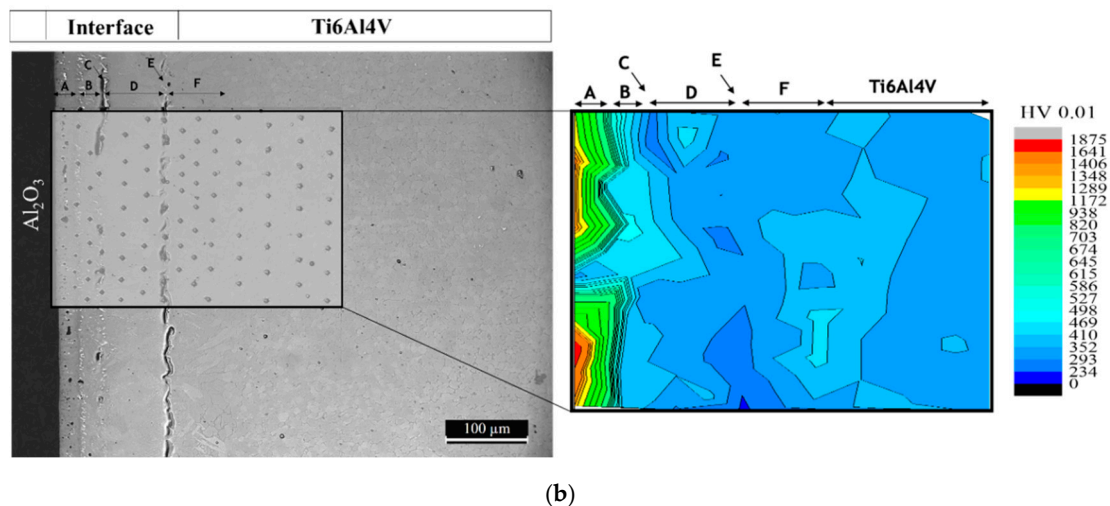 Interface Ti6Al4V
C E
A B D F
Al2O3
100 µm
C E
A B D F Ti6Al4V
HV 0.01
1875
1641
1406
1348
1289
1172
938
820
703
674
645
615
586
527
498
469
410
352
293
234
0
(b)